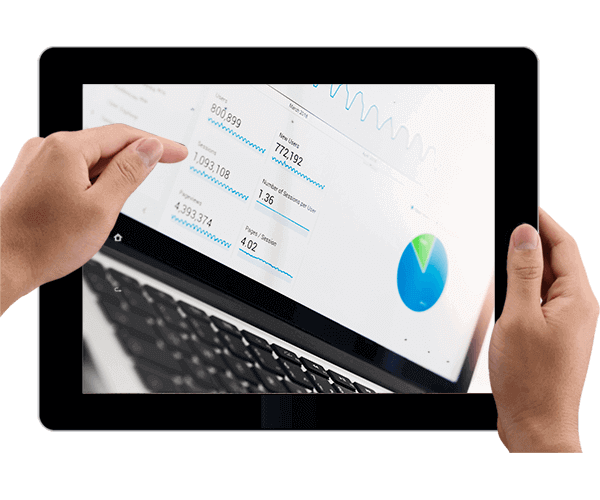 March 2016
Users
800,899
New Users
772,192
Sessions
1,093,108
Number of Sessions per User
1.36
Pageviews
4,393,374
Pages / Session
4.02